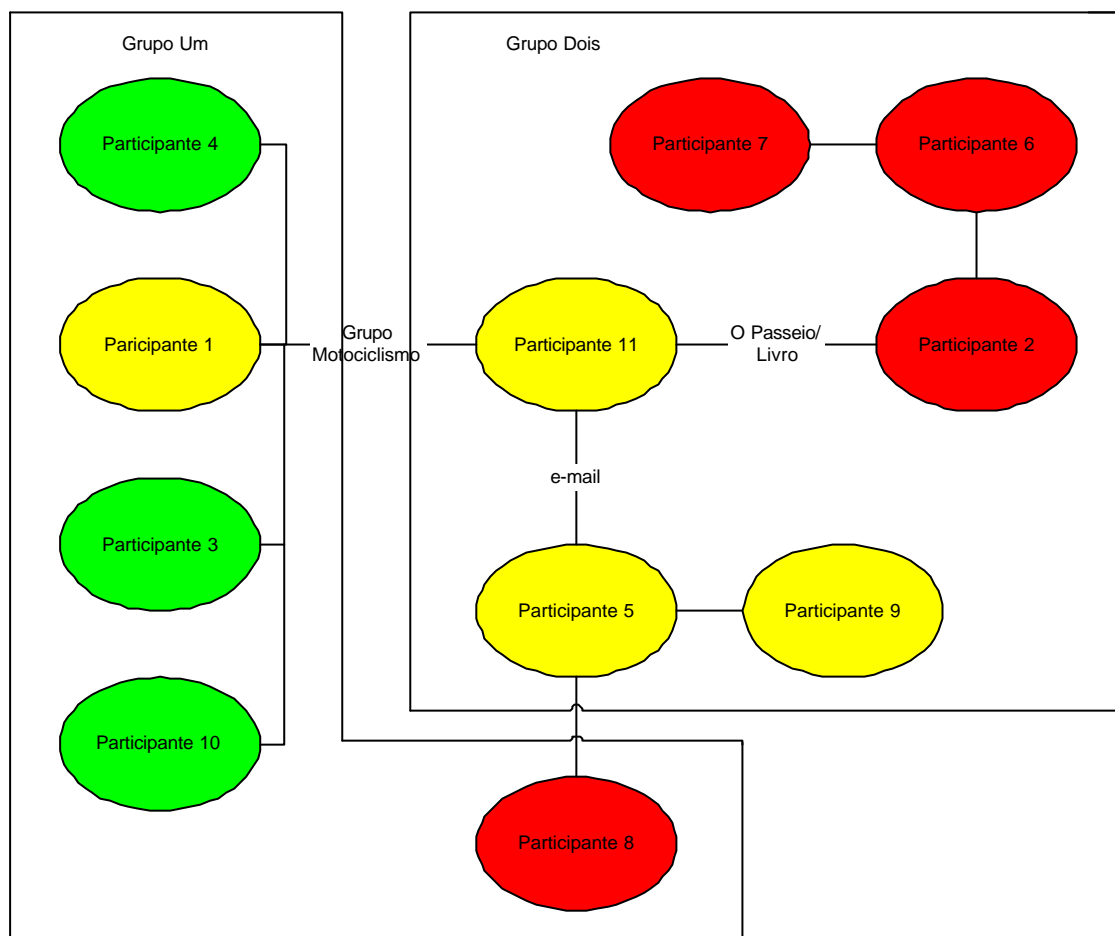 Grupo Um
Grupo Dois
Participante 4
Participante 7
Participante 6
Paricipante 1
Grupo
Motociclismo
Participante 11
O Passeio/
Livro
Participante 2
e-mail
Participante 3
Participante 5
Participante 9
Participante 10
Participante 8